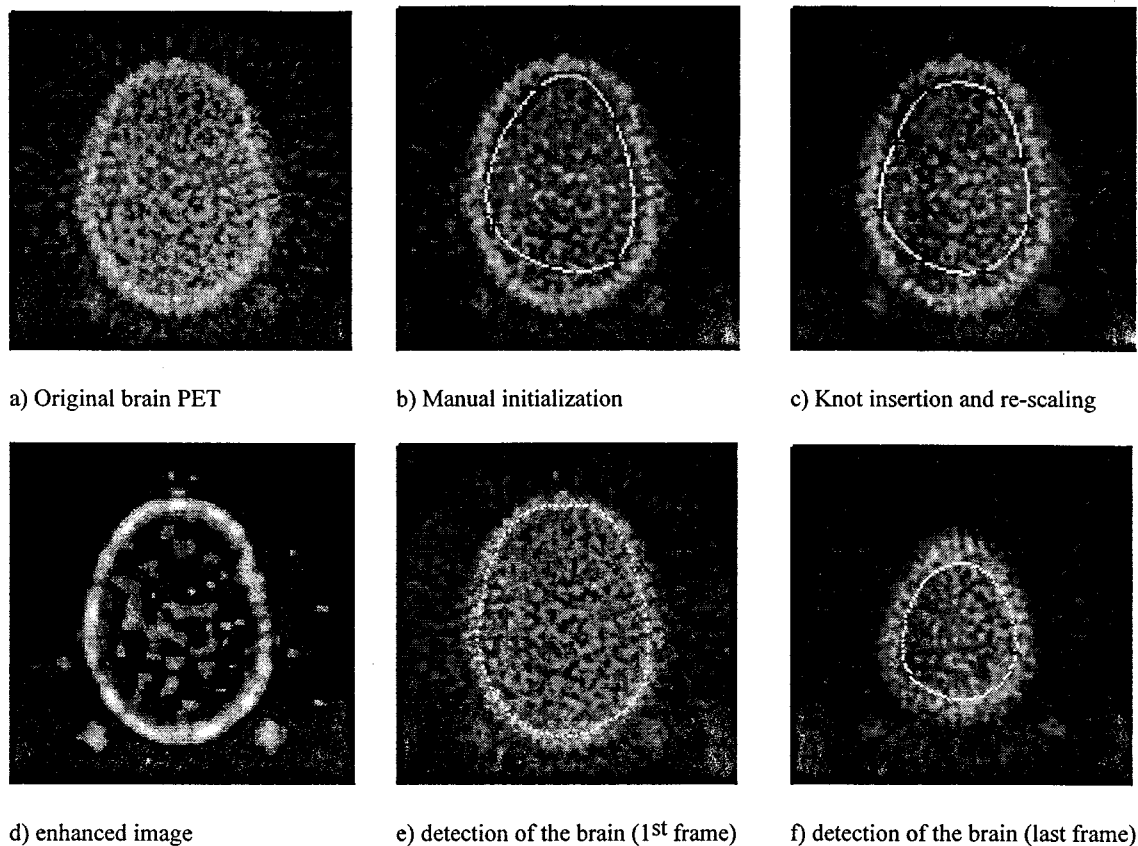 a) Original brain PET
b) Manual initialization
c) Knot insertion and re-scaling
d) enhanced image
e) detection of the brain (1st frame)
f) detection of the brain (last frame)